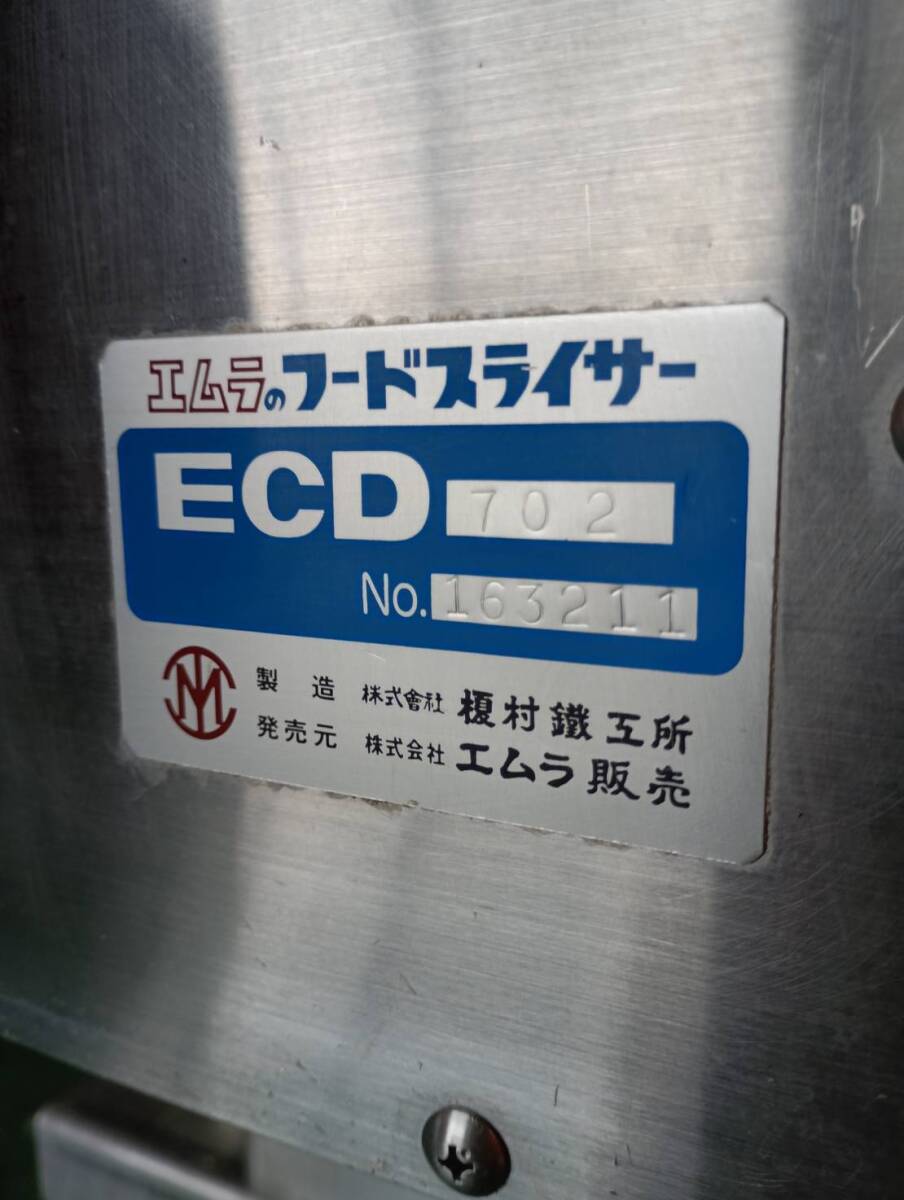 エムラのフードスライサー
ECD 702
No. 163211
製造 株式會社 榎村鐵工所
発売元 株式会社 エムラ販売